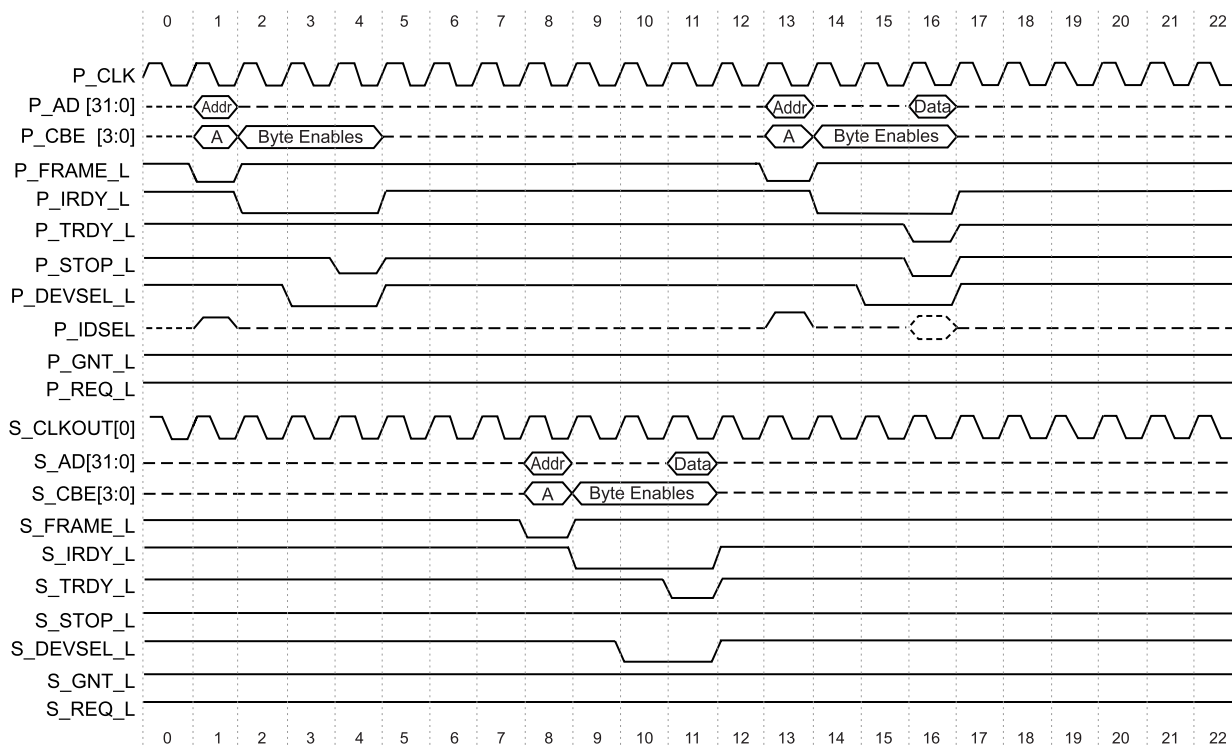 0 1 2 3 4 5 6 7 8 9 10 11 12 13 14 15 16 17 18 19 20 21 22
P_CLK
P_AD [31:0] Addr Addr Data
P_CBE [3:0] A Byte Enables A Byte Enables
P_FRAME_L
P_IRDY_L
P_TRDY_L
P_STOP_L
P_DEVSEL_L
P_IDSEL
P_GNT_L
P_REQ_L
S_CLKOUT[0]
S_AD[31:0] Addr Data
S_CBE[3:0] A Byte Enables
S_FRAME_L
S_IRDY_L
S_TRDY_L
S_STOP_L
S_DEVSEL_L
S_GNT_L
S_REQ_L
0 1 2 3 4 5 6 7 8 9 10 11 12 13 14 15 16 17 18 19 20 21 22